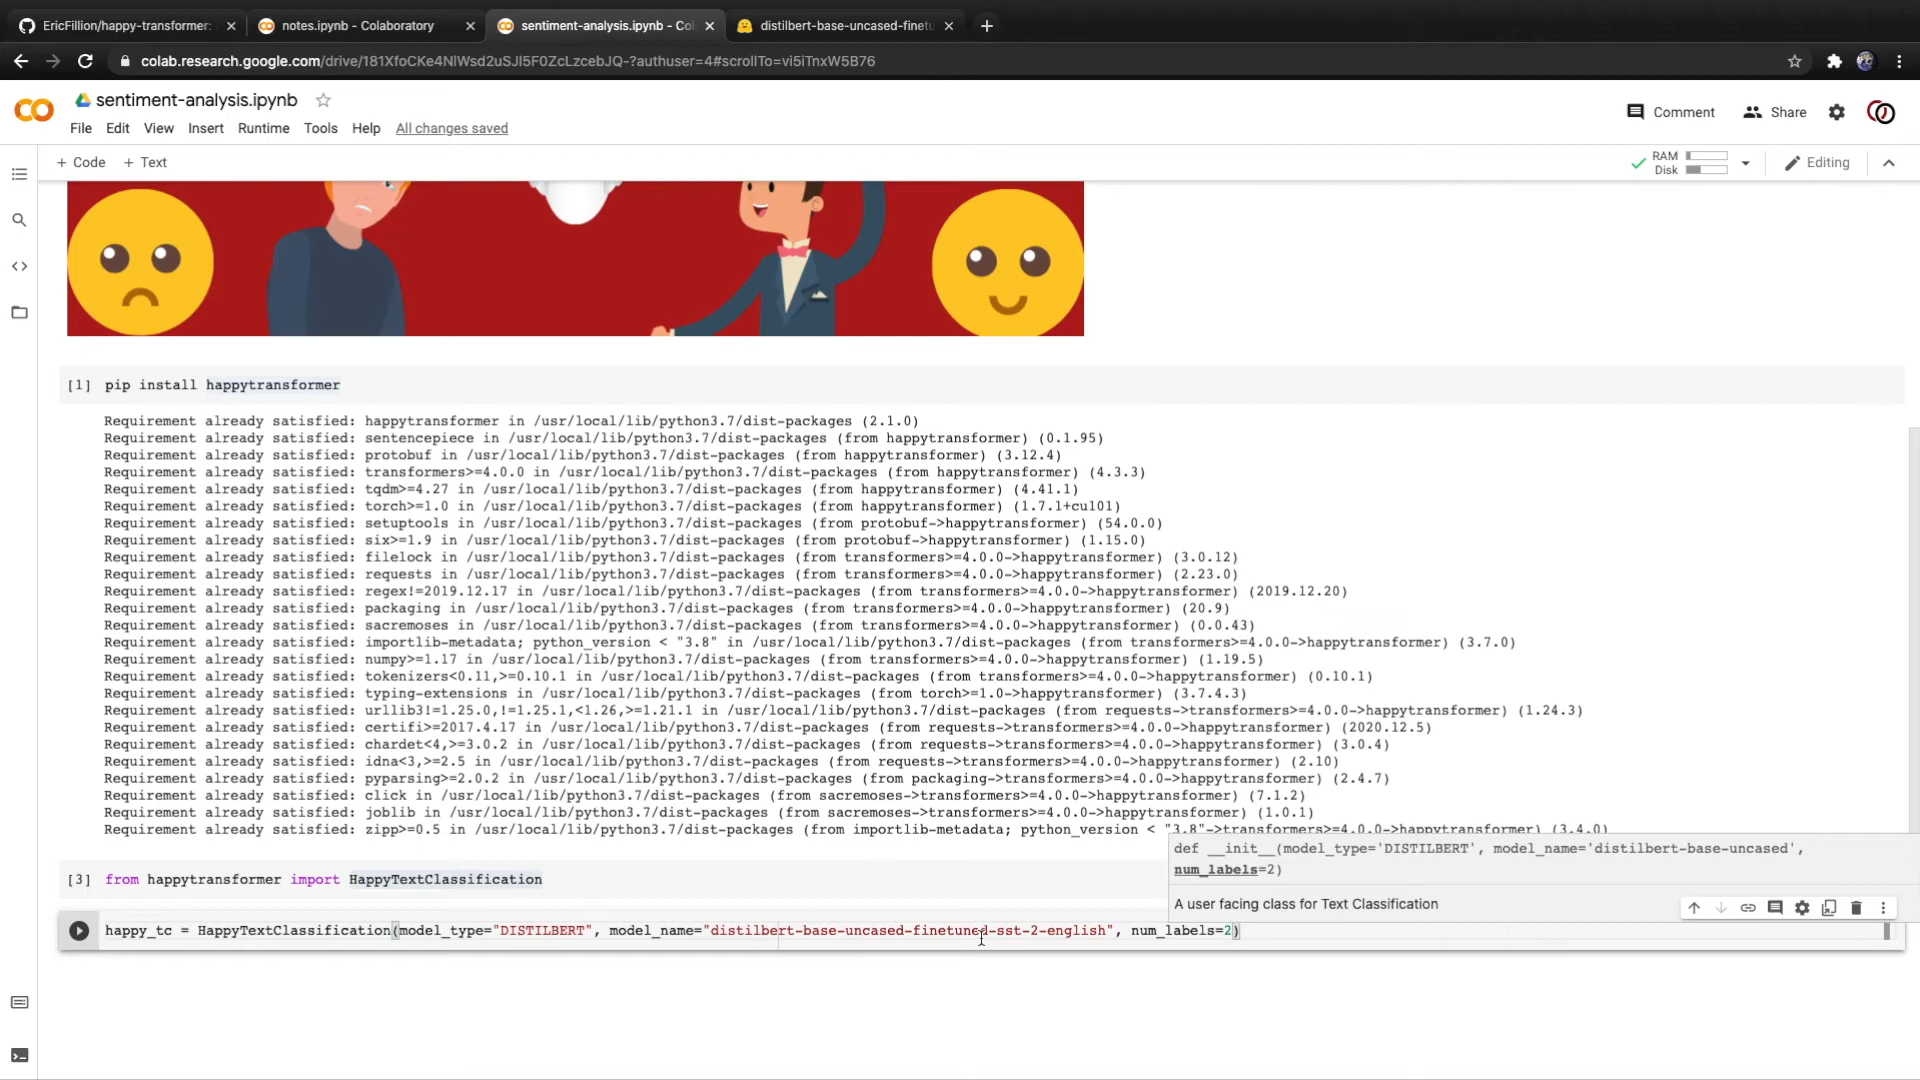 EricFillion/happy-transformer:
notes.ipynb - Colaboratory
sentiment-analysis.ipynb - Co
distilbert-base-uncased-finetu
colab.research.google.com/drive/181XfoCKe4NlWsd2uSJl5F0ZcLzcebJQ-?authuser=4#scrollTo=vi5iTnxW5B76
sentiment-analysis.ipynb
File Edit View Insert Runtime Tools Help All changes saved
Comment Share
+ Code + Text
RAM
Disk
Editing
[1] pip install happytransformer
Requirement already satisfied: happytransformer in /usr/local/lib/python3.7/dist-packages (2.1.0)
Requirement already satisfied: sentencepiece in /usr/local/lib/python3.7/dist-packages (from happytransformer) (0.1.95)
Requirement already satisfied: protobuf in /usr/local/lib/python3.7/dist-packages (from happytransformer) (3.12.4)
Requirement already satisfied: transformers>=4.0.0 in /usr/local/lib/python3.7/dist-packages (from happytransformer) (4.3.3)
Requirement already satisfied: tqdm>=4.27 in /usr/local/lib/python3.7/dist-packages (from happytransformer) (4.41.1)
Requirement already satisfied: torch>=1.0 in /usr/local/lib/python3.7/dist-packages (from happytransformer) (1.7.1+cu101)
Requirement already satisfied: setuptools in /usr/local/lib/python3.7/dist-packages (from protobuf->happytransformer) (54.0.0)
Requirement already satisfied: six>=1.9 in /usr/local/lib/python3.7/dist-packages (from protobuf->happytransformer) (1.15.0)
Requirement already satisfied: filelock in /usr/local/lib/python3.7/dist-packages (from transformers>=4.0.0->happytransformer) (3.0.12)
Requirement already satisfied: requests in /usr/local/lib/python3.7/dist-packages (from transformers>=4.0.0->happytransformer) (2.23.0)
Requirement already satisfied: regex!=2019.12.17 in /usr/local/lib/python3.7/dist-packages (from transformers>=4.0.0->happytransformer) (2019.12.20)
Requirement already satisfied: packaging in /usr/local/lib/python3.7/dist-packages (from transformers>=4.0.0->happytransformer) (20.9)
Requirement already satisfied: sacremoses in /usr/local/lib/python3.7/dist-packages (from transformers>=4.0.0->happytransformer) (0.0.43)
Requirement already satisfied: importlib-metadata; python_version < "3.8" in /usr/local/lib/python3.7/dist-packages (from transformers>=4.0.0->happytransformer) (3.7.0)
Requirement already satisfied: numpy>=1.17 in /usr/local/lib/python3.7/dist-packages (from transformers>=4.0.0->happytransformer) (1.19.5)
Requirement already satisfied: tokenizers<0.11,>=0.10.1 in /usr/local/lib/python3.7/dist-packages (from transformers>=4.0.0->happytransformer) (0.10.1)
Requirement already satisfied: typing-extensions in /usr/local/lib/python3.7/dist-packages (from torch>=1.0->happytransformer) (3.7.4.3)
Requirement already satisfied: urllib3!=1.25.0,!=1.25.1,<1.26,>=1.21.1 in /usr/local/lib/python3.7/dist-packages (from requests->transformers>=4.0.0->happytransformer) (1.24.3)
Requirement already satisfied: certifi>=2017.4.17 in /usr/local/lib/python3.7/dist-packages (from requests->transformers>=4.0.0->happytransformer) (2020.12.5)
Requirement already satisfied: chardet<4,>=3.0.2 in /usr/local/lib/python3.7/dist-packages (from requests->transformers>=4.0.0->happytransformer) (3.0.4)
Requirement already satisfied: idna<3,>=2.5 in /usr/local/lib/python3.7/dist-packages (from requests->transformers>=4.0.0->happytransformer) (2.10)
Requirement already satisfied: pyparsing>=2.0.2 in /usr/local/lib/python3.7/dist-packages (from packaging->transformers>=4.0.0->happytransformer) (2.4.7)
Requirement already satisfied: click in /usr/local/lib/python3.7/dist-packages (from sacremoses->transformers>=4.0.0->happytransformer) (7.1.2)
Requirement already satisfied: joblib in /usr/local/lib/python3.7/dist-packages (from sacremoses->transformers>=4.0.0->happytransformer) (1.0.1)
Requirement already satisfied: zipp>=0.5 in /usr/local/lib/python3.7/dist-packages (from importlib-metadata; python_version < "3.8"->transformers>=4.0.0->happytransformer) (3.4.0)
def __init__(model_type='DISTILBERT', model_name='distilbert-base-uncased',
num_labels=2)
[3] from happytransformer import HappyTextClassification
A user facing class for Text Classification
happy_tc = HappyTextClassification(model_type="DISTILBERT", model_name="distilbert-base-uncased-finetuned-sst-2-english", num_labels=2)